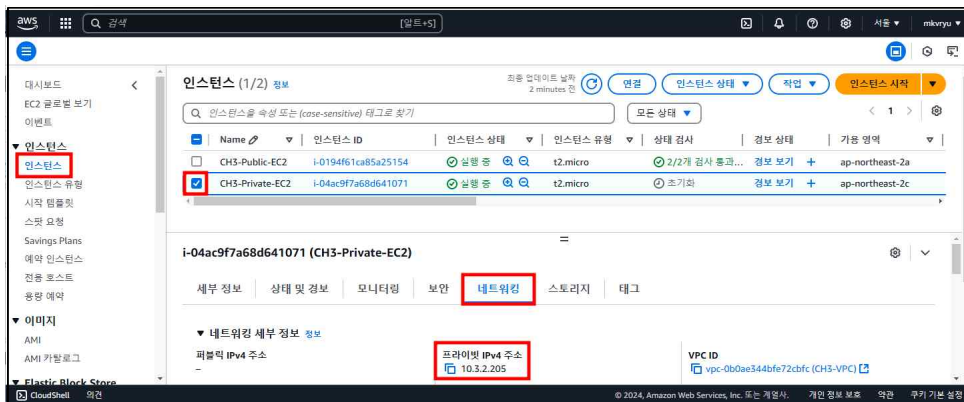 aws 검색 [알트+S] 서울 ▼ mkvryu ▼
대시보드
EC2 글로벌 보기
이벤트
▼ 인스턴스
인스턴스
인스턴스 유형
시작 템플릿
스팟 요청
Savings Plans
예약 인스턴스
전용 호스트
용량 예약
▼ 이미지
AMI
AMI 카탈로그
▼ Elastic Block Store
인스턴스 (1/2) 정보
최종 업데이트 날짜
2 minutes 전
연결 인스턴스 상태 ▼ 작업 ▼ 인스턴스 시작 ▼
인스턴스을 속성 또는 (case-sensitive) 태그로 찾기 모든 상태 ▼ < 1 >
Name 인스턴스 ID 인스턴스 상태 인스턴스 유형 상태 검사 경보 상태 가용 영역
CH3-Public-EC2 i-0194f61ca85a25154 실행 중 t2.micro 2/2개 검사 통과... 경보 보기 + ap-northeast-2a
CH3-Private-EC2 i-04ac9f7a68d641071 실행 중 t2.micro 초기화 경보 보기 + ap-northeast-2c
i-04ac9f7a68d641071 (CH3-Private-EC2)
세부 정보 상태 및 경보 모니터링 보안 네트워킹 스토리지 태그
▼ 네트워킹 세부 정보 정보
퍼블릭 IPv4 주소 프라이빗 IPv4 주소 VPC ID
– 10.3.2.205 vpc-0b0ae344bfe72cbfc (CH3-VPC)
CloudShell 의견 © 2024, Amazon Web Services, Inc. 또는 계열사. 개인 정보 보호 약관 쿠키 기본 설정